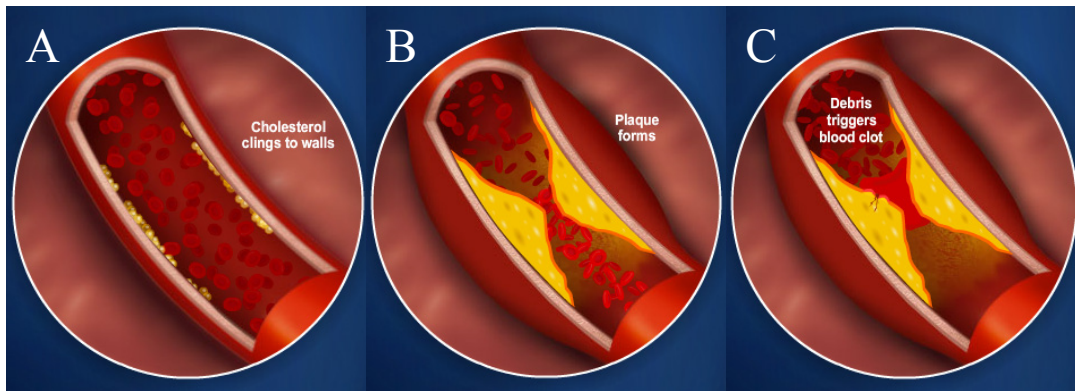 A
Cholesterol
clings to walls
B
Plaque
forms
C
Debris
triggers
blood clot